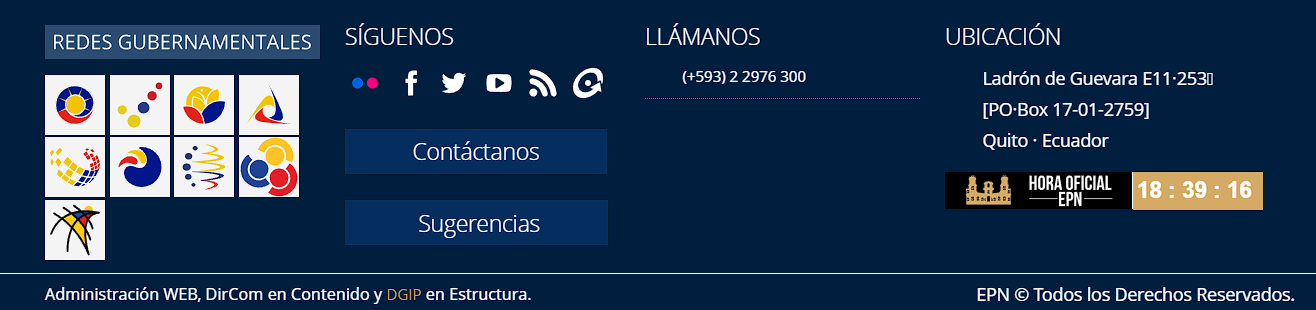 REDES GUBERNAMENTALES
SÍGUENOS
Contáctanos
Sugerencias
LLÁMANOS
(+593) 2 2976 300
UBICACIÓN
Ladrón de Guevara E11·253
[PO·Box 17-01-2759]
Quito · Ecuador
HORA OFICIAL
EPN
18 : 39 : 16
Administración WEB, DirCom en Contenido y DGIP en Estructura.
EPN © Todos los Derechos Reservados.